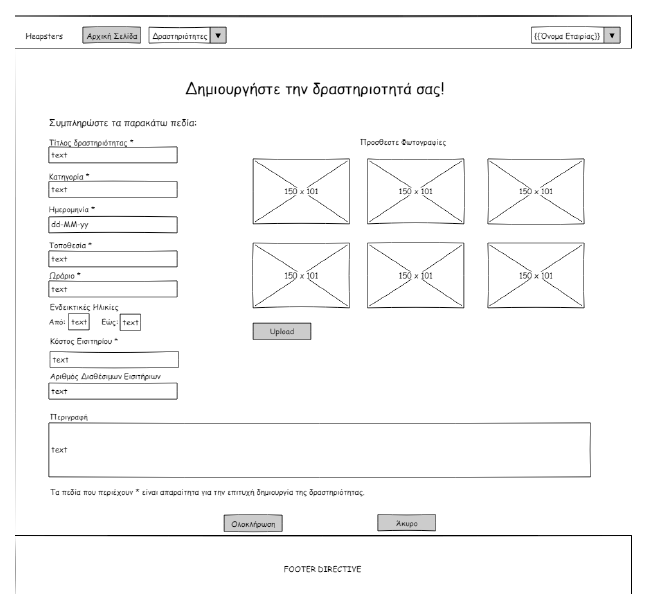 Heapsters Αρχική Σελίδα Δραστηριότητες ▼ {{Όνομα Εταιρίας}} ▼
Δημιουργήστε την δραστηριοτητά σας!
Συμπληρώστε τα παρακάτω πεδία:
Τίτλος δραστηριότητας *
text
Κατηγορία *
text
Ημερομηνία *
dd-MM-yy
Τοποθεσία *
text
Ωράριο *
text
Ενδεικτικές Ηλικίες
Από: text Εώς: text
Κόστος Εισιτηρίου *
text
Αριθμός Διαθέσιμων Εισιτήριων
text
Προσθεστε Φωτογραφίες
150 x 101 150 x 101 150 x 101
150 x 101 150 x 101 150 x 101
Upload
Περιγραφή
text
Τα πεδία που περιέχουν * είναι απαραίτητα για την επιτυχή δημιουργία της δραστηριότητας.
Ολοκλήρωση Άκυρο
FOOTER DIRECTIVE